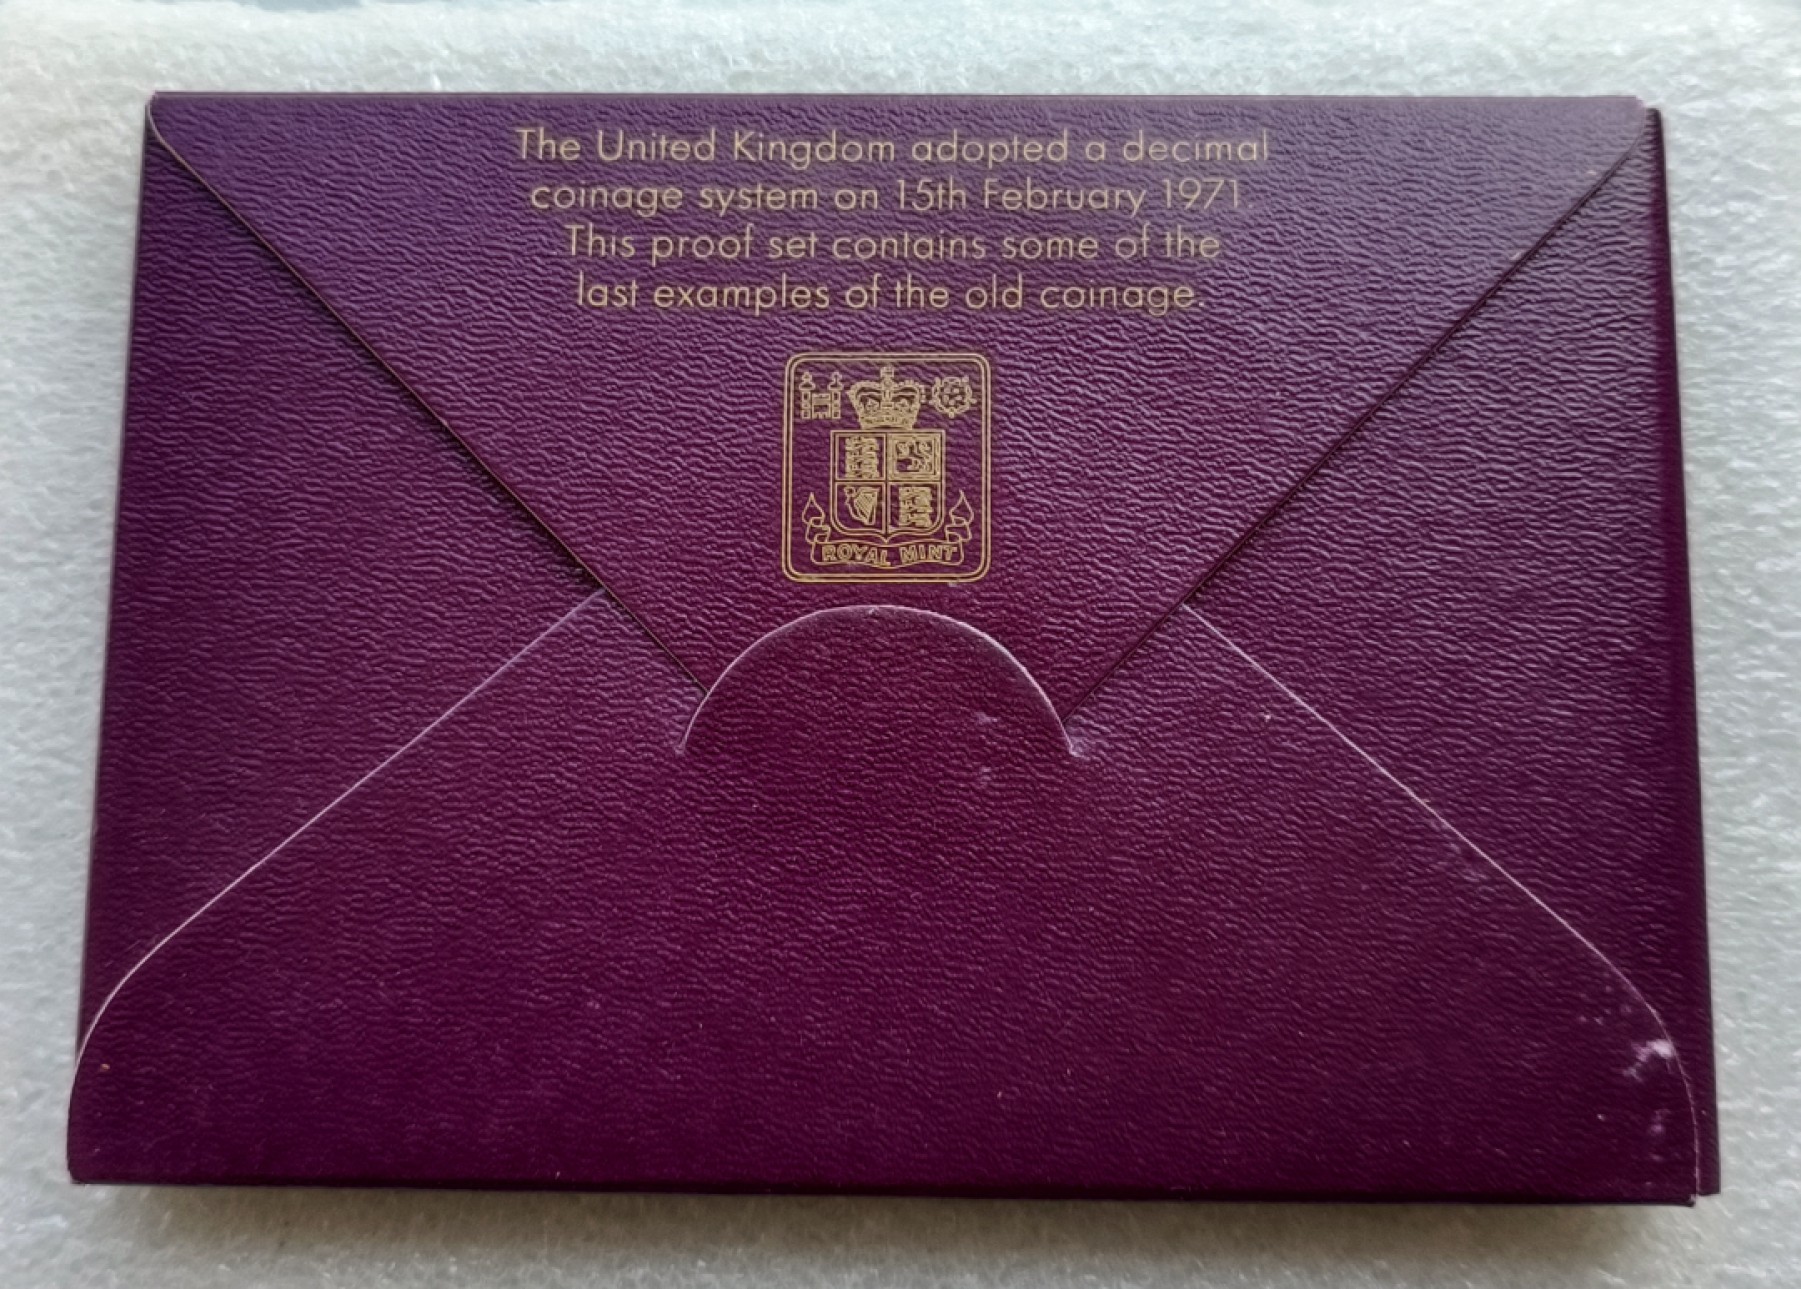 The United Kingdom adopted a decimal
coinage system on 15th February 1971.
This proof set contains some of the
last examples of the old coinage.
ROYAL MINT